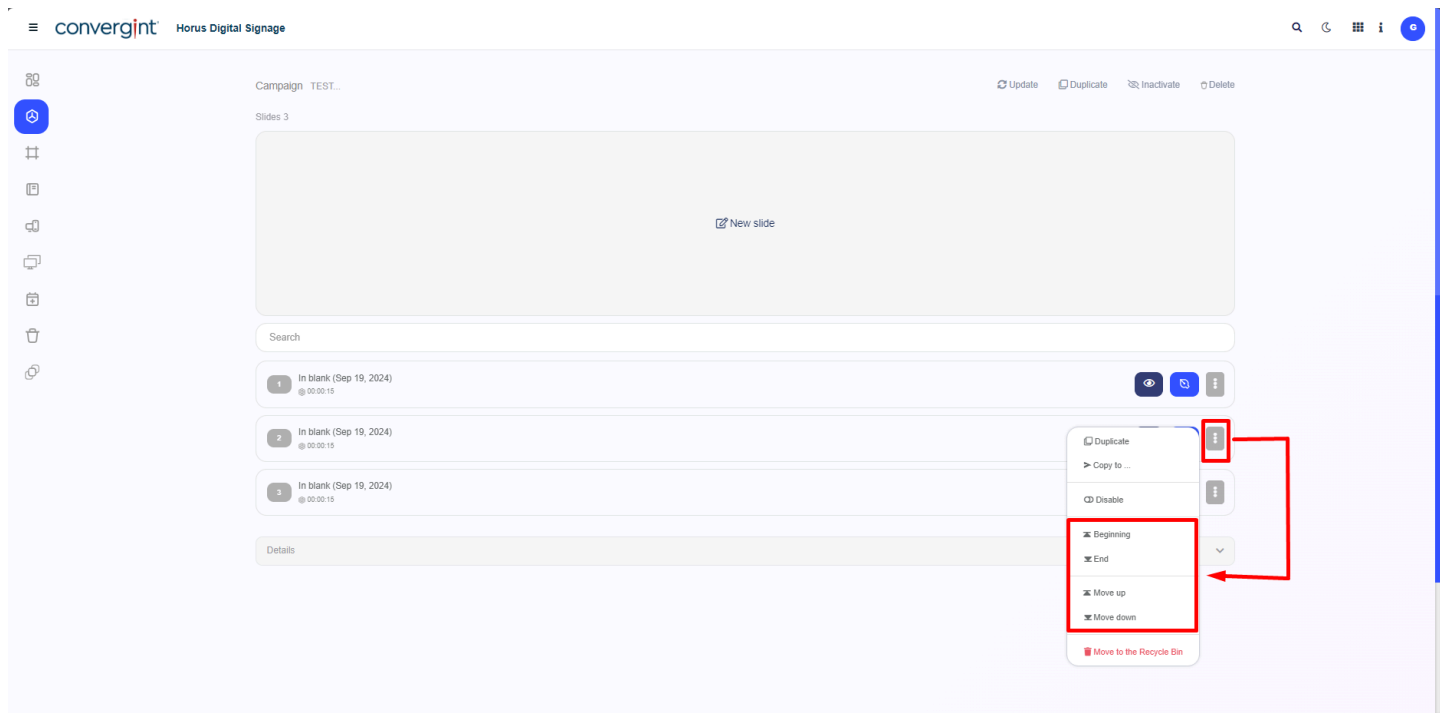 convergint Horus Digital Signage
G
Campaign TEST...
Update Duplicate Inactivate Delete
Slides 3
New slide
Search
1 In blank (Sep 19, 2024)
00:00:15
2 In blank (Sep 19, 2024)
00:00:15
3 In blank (Sep 19, 2024)
00:00:15
Details
Duplicate
Copy to ...
Disable
Beginning
End
Move up
Move down
Move to the Recycle Bin